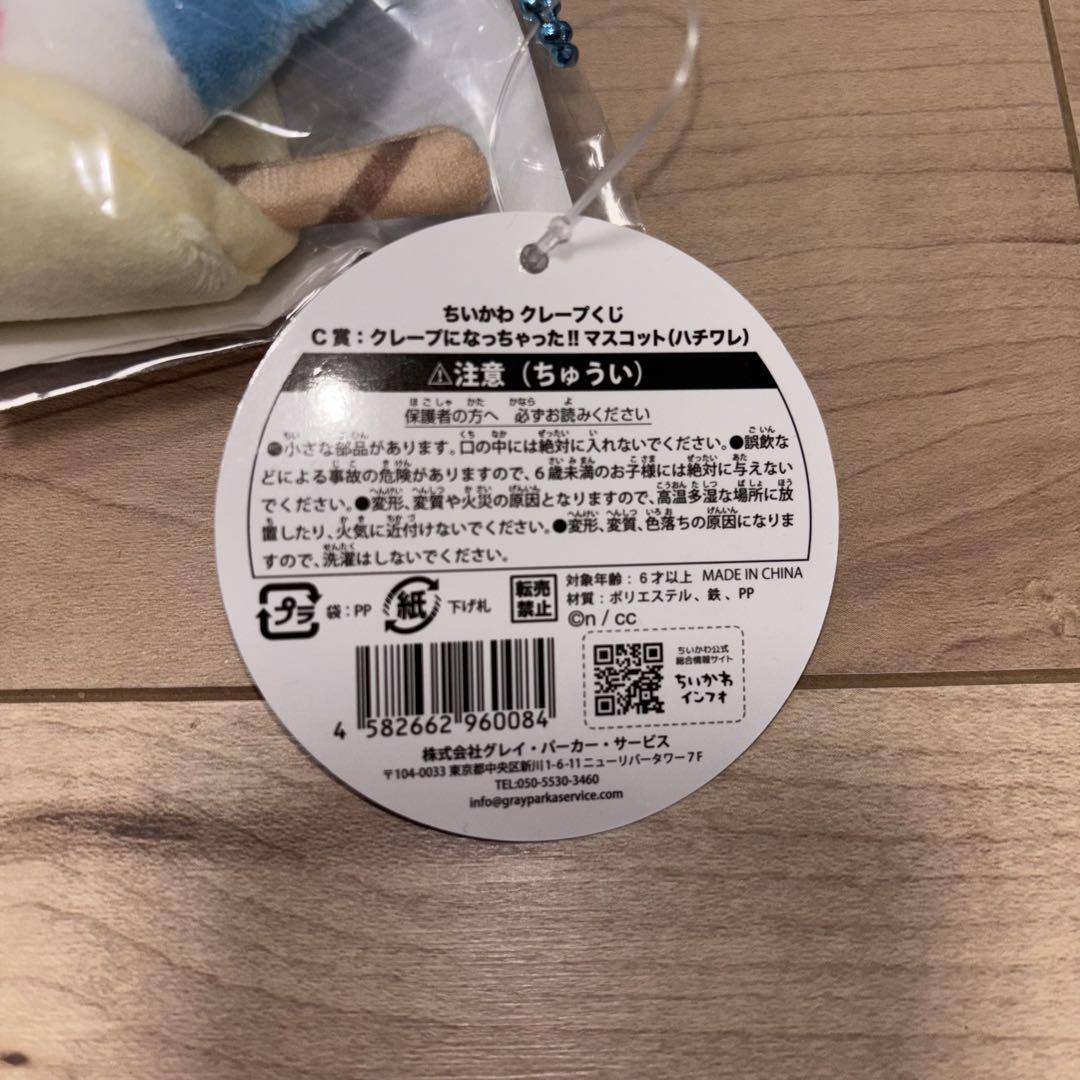 ちいかわ クレープくじ
C賞：クレープになっちゃった!! マスコット(ハチワレ)
⚠注意（ちゅうい）
ほごしゃ かた かなら よ
保護者の方へ 必ずお読みください
●小さな部品があります。口の中には絶対に入れないでください。●誤飲な
どによる事故の危険がありますので、6歳未満のお子様には絶対に与えない
でください。●変形、変質や火災の原因となりますので、高温多湿な場所に放
置したり、火気に近付けないでください。●変形、変質、色落ちの原因になりま
すので、洗濯はしないでください。
プラ 袋：PP 紙 下げ札 転売禁止
対象年齢：6才以上 MADE IN CHINA
材質：ポリエステル、鉄、PP
©n / cc
ちいかわ公式
総合情報サイト
ちいかわ
インフォ
4 582662 960084
株式会社グレイ・パーカー・サービス
〒104-0033 東京都中央区新川1-6-11 ニューリバータワー7F
TEL:050-5530-3460
info@grayparkaservice.com